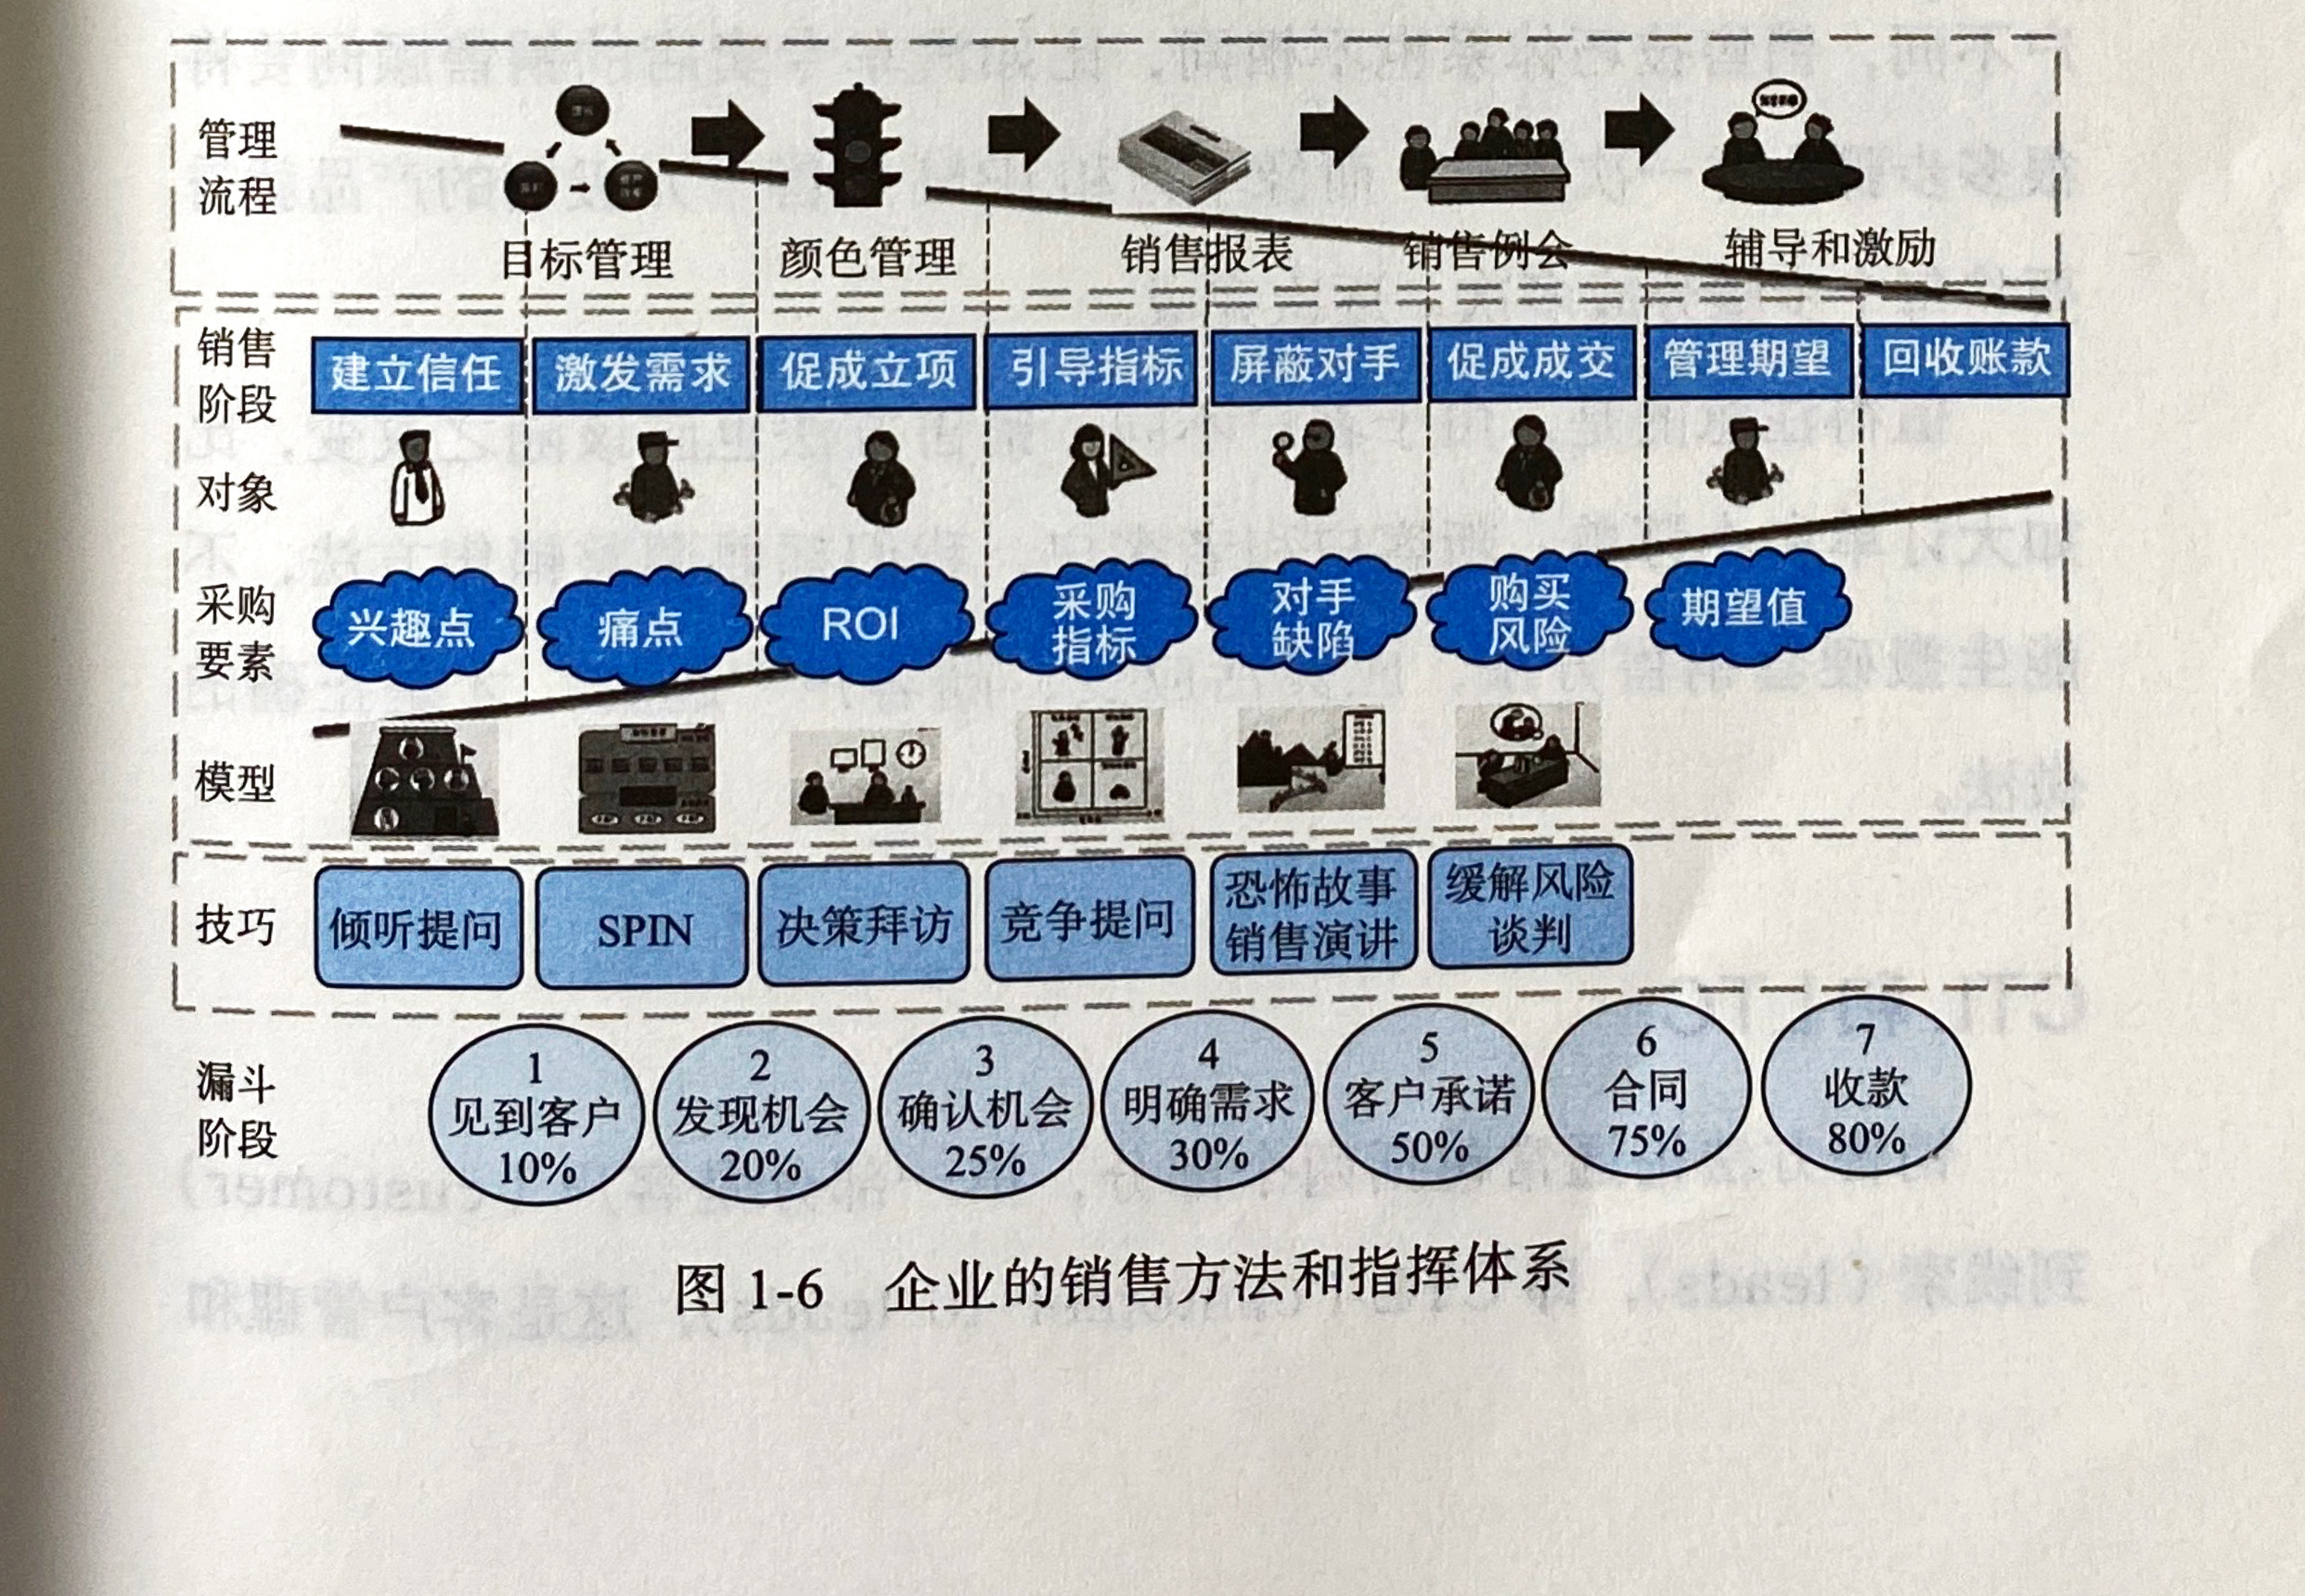 管理
流程
目标管理
颜色管理
销售报表
销售例会
辅导和激励
销售
阶段
建立信任
激发需求
促成立项
引导指标
屏蔽对手
促成成交
管理期望
回收账款
对象
采购
要素
兴趣点
痛点
ROI
采购
指标
对手
缺陷
购买
风险
期望值
模型
技巧
倾听提问
SPIN
决策拜访
竞争提问
恐怖故事
销售演讲
缓解风险
谈判
漏斗
阶段
1
见到客户
10%
2
发现机会
20%
3
确认机会
25%
4
明确需求
30%
5
客户承诺
50%
6
合同
75%
7
收款
80%
图 1-6 企业的销售方法和指挥体系